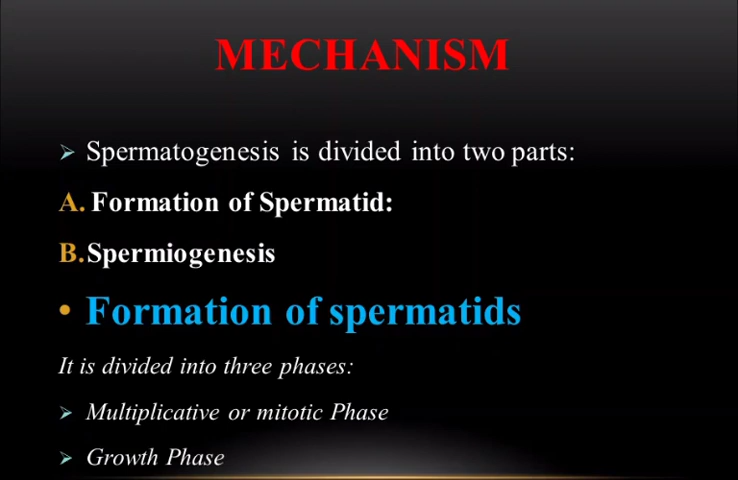 MECHANISM
➢ Spermatogenesis is divided into two parts:
A. Formation of Spermatid:
B.Spermiogenesis
• Formation of spermatids
It is divided into three phases:
➢ Multiplicative or mitotic Phase
➢ Growth Phase